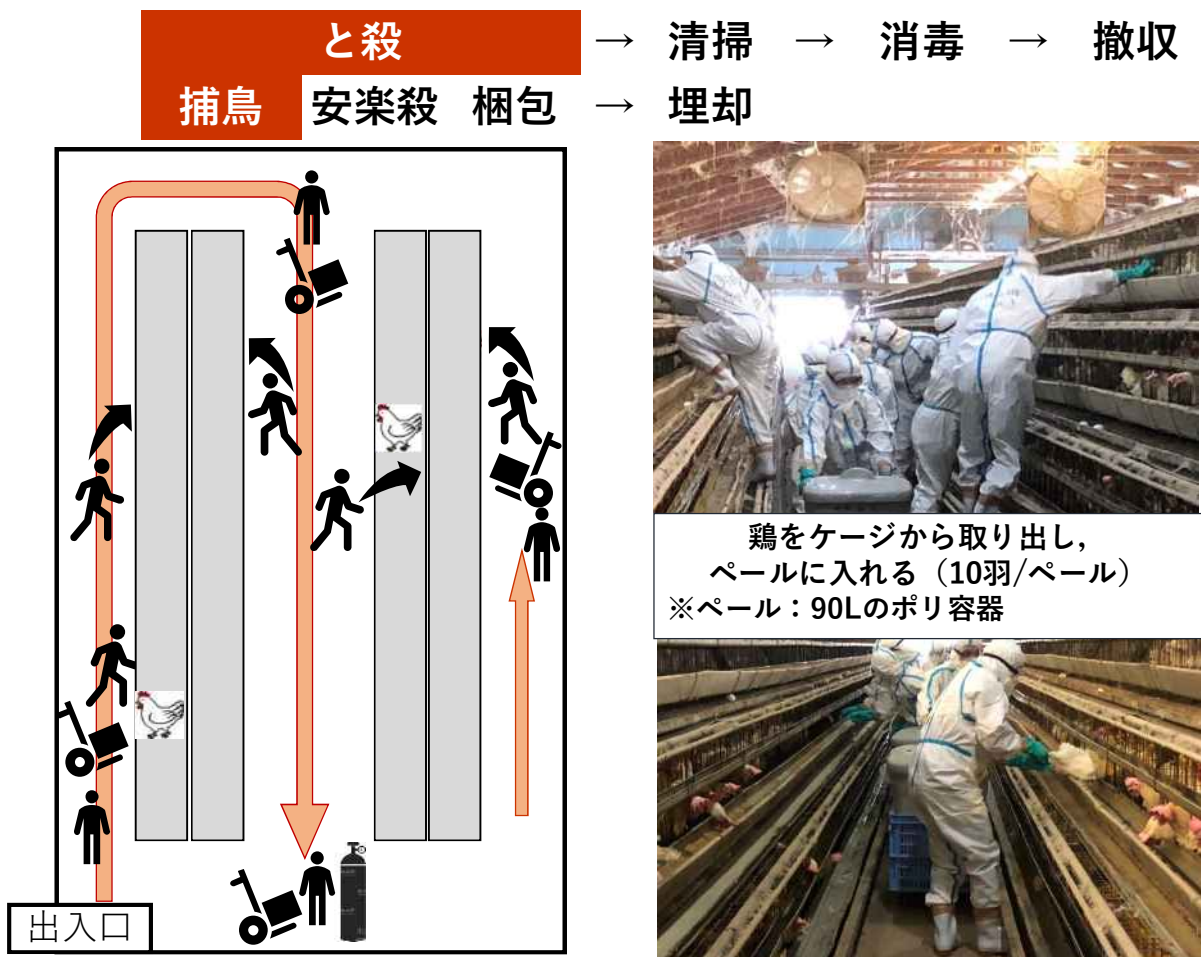 と殺 → 清掃 → 消毒 → 撤収
捕鳥 安楽殺 梱包 → 埋却
鶏をケージから取り出し,
ペールに入れる（10羽/ペール）
※ペール：90Lのポリ容器
出入口